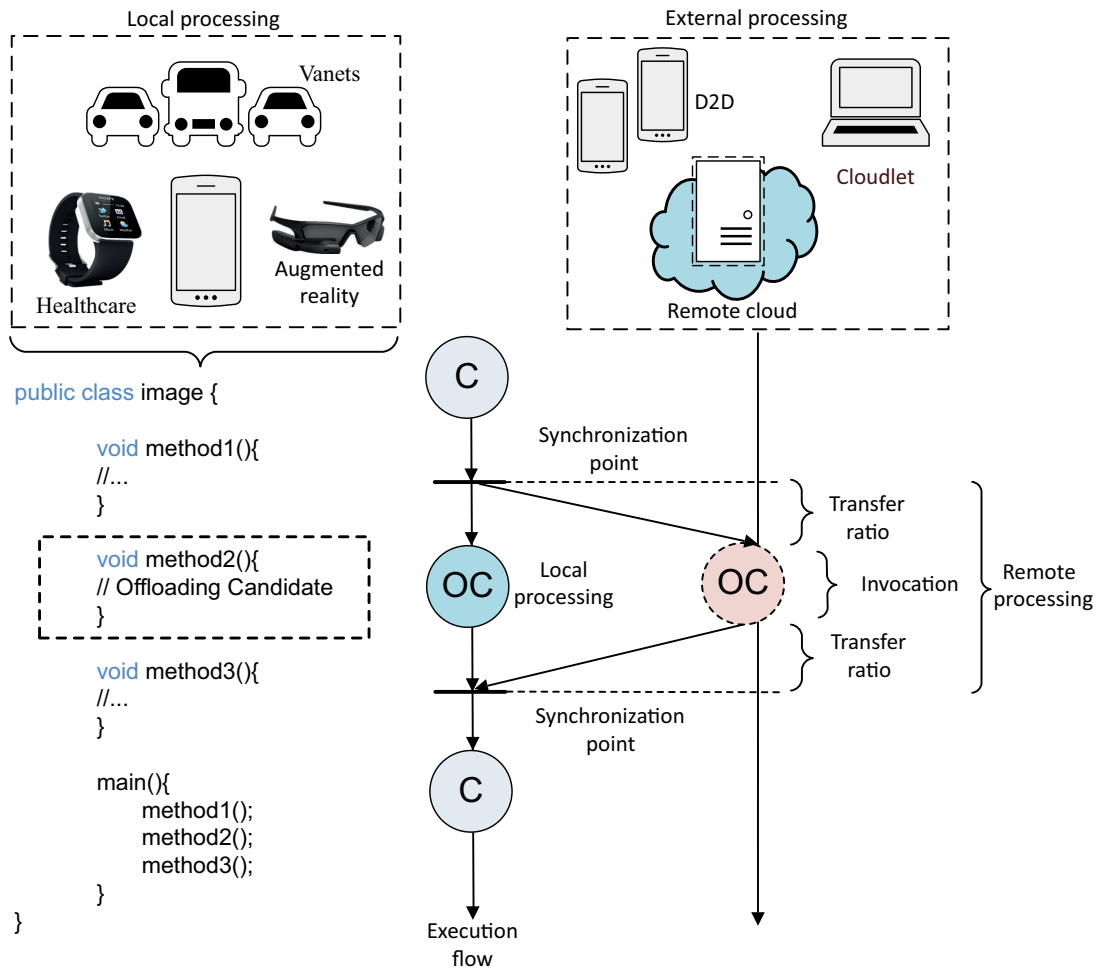 Local processing
External processing
Vanets
D2D
Cloudlet
SONY
Healthcare
Augmented
reality
Remote cloud
public class image {
void method1(){
//...
}
void method2(){
// Offloading Candidate
}
void method3(){
//...
}
main(){
method1();
method2();
method3();
}
}
C
Synchronization
point
Transfer
ratio
OC
Local
processing
OC
Invocation
Remote
processing
Transfer
ratio
Synchronization
point
C
Execution
flow